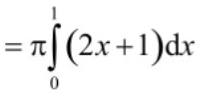 = π∫₀¹(2x+1)dx